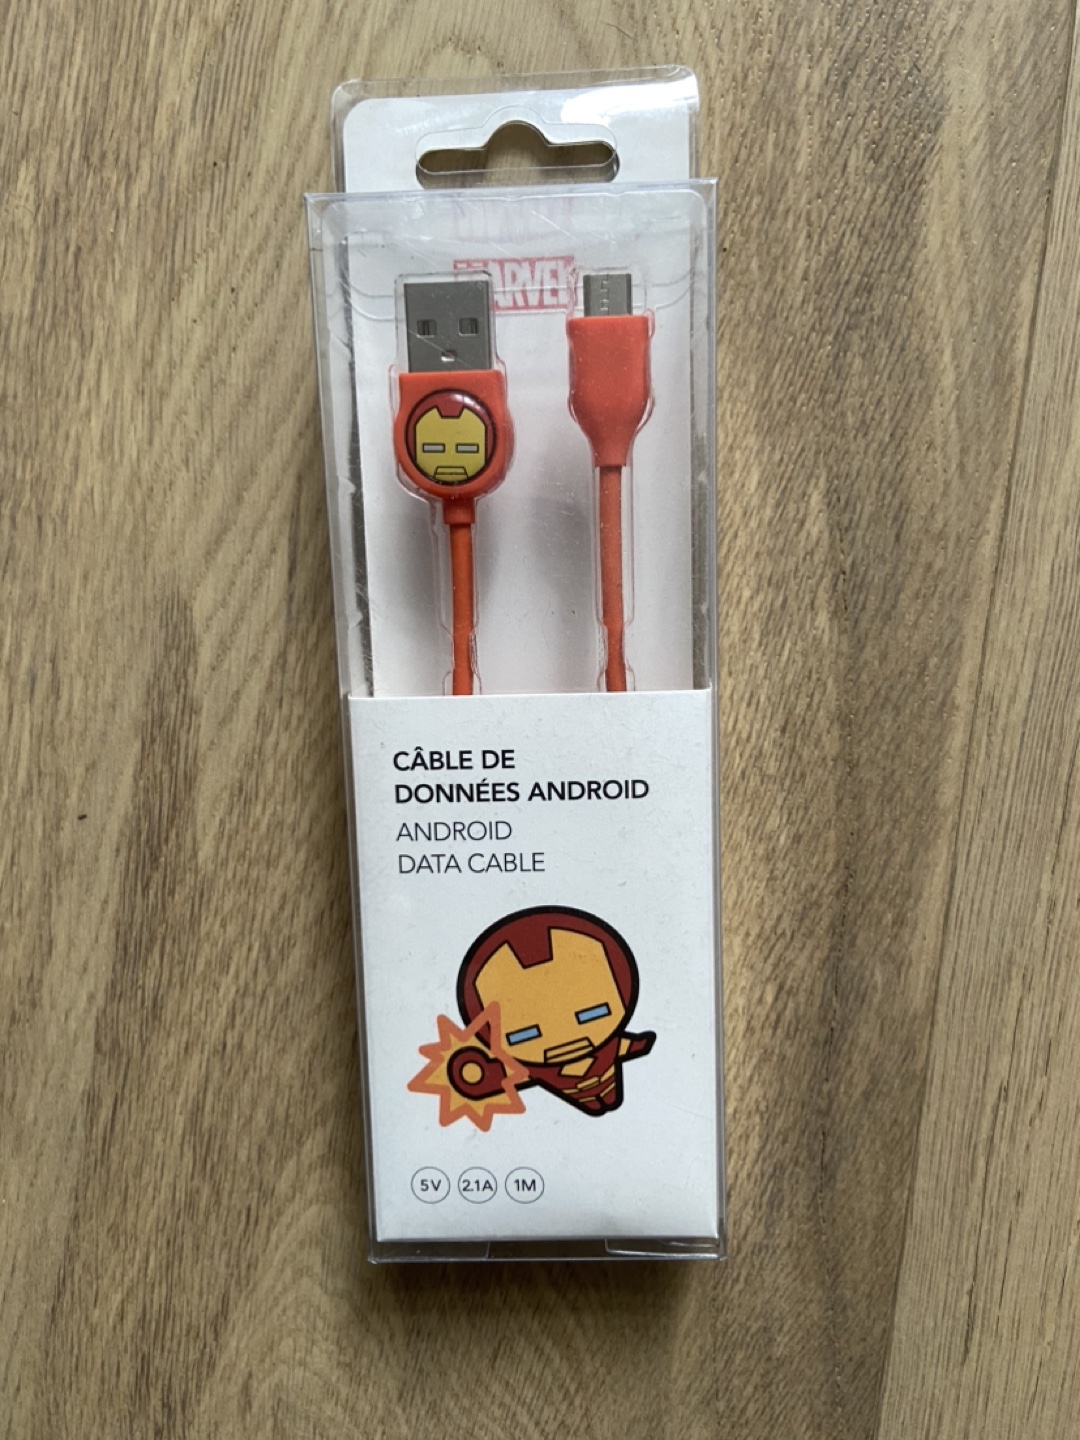 MARVEL
CÂBLE DE
DONNÉES ANDROID
ANDROID
DATA CABLE
5V 2.1A 1M